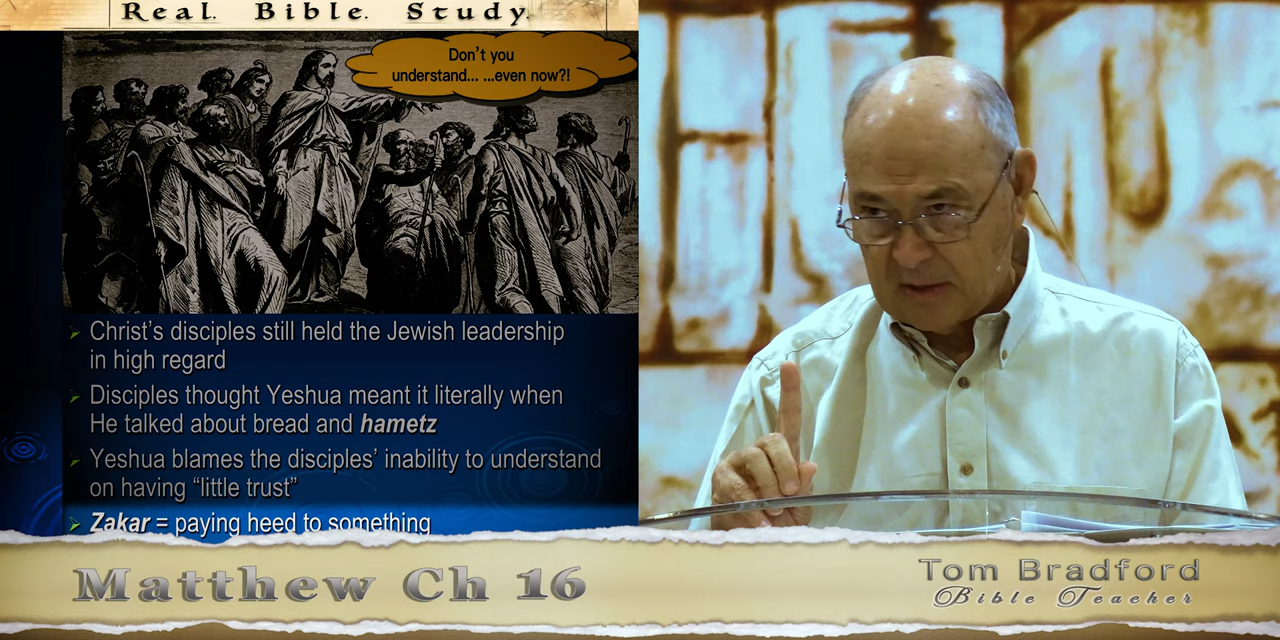 Real. Bible. Study.
Don't you
understand... ...even now?!
➢ Christ's disciples still held the Jewish leadership
in high regard
➢ Disciples thought Yeshua meant it literally when
He talked about bread and hametz
➢ Yeshua blames the disciples' inability to understand
on having “little trust”
➢ Zakar = paying heed to something
Matthew Ch 16
Tom Bradford
Bible Teacher